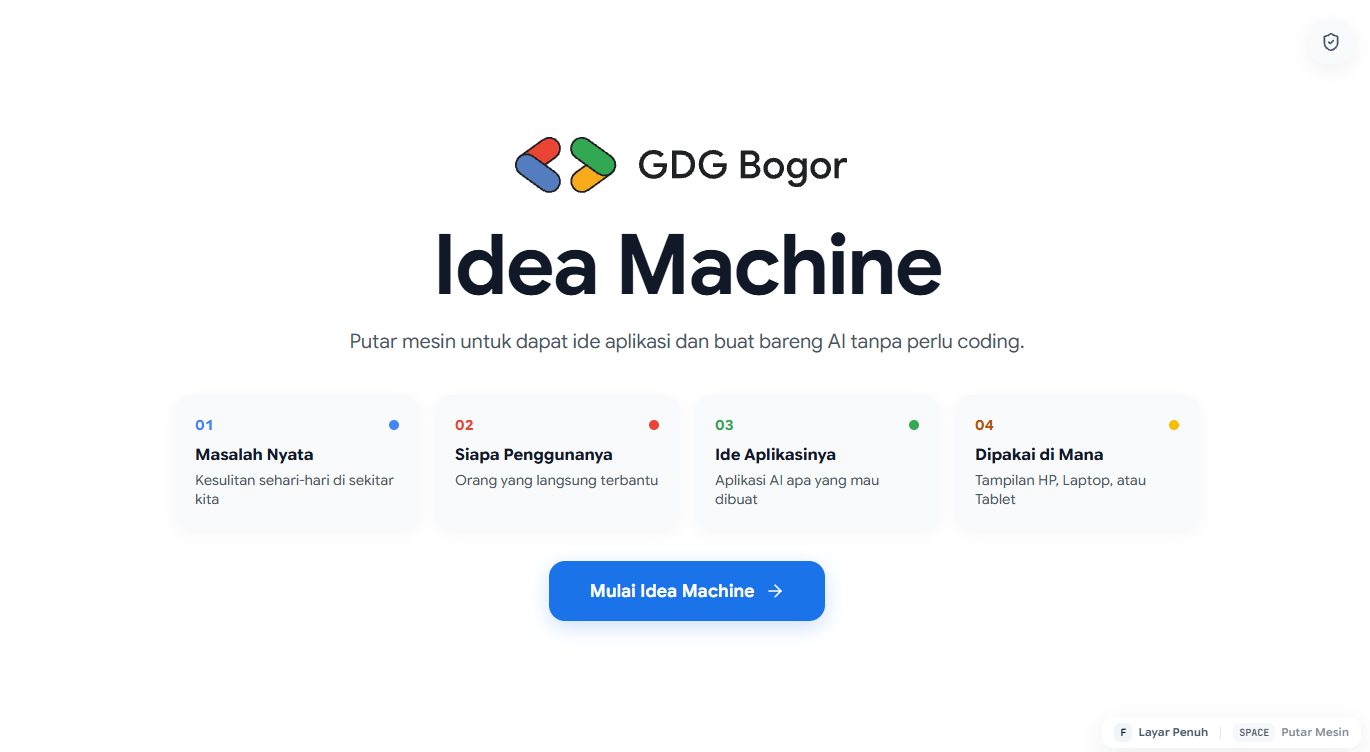 GDG Bogor
Idea Machine
Putar mesin untuk dapat ide aplikasi dan buat bareng AI tanpa perlu coding.
01
Masalah Nyata
Kesulitan sehari-hari di sekitar
kita
02
Siapa Penggunanya
Orang yang langsung terbantu
03
Ide Aplikasinya
Aplikasi AI apa yang mau
dibuat
04
Dipakai di Mana
Tampilan HP, Laptop, atau
Tablet
Mulai Idea Machine →
F Layar Penuh | SPACE Putar Mesin